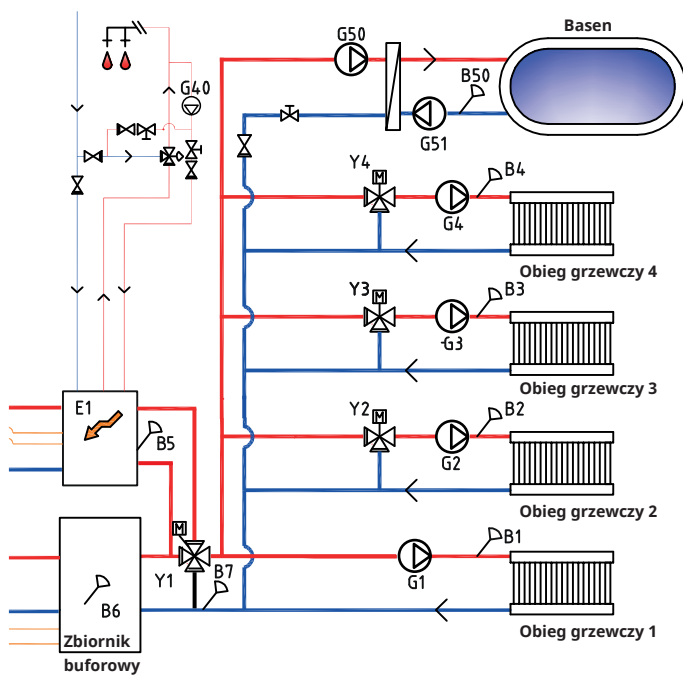 G50
Basen
G40
B50
G51
Y4
M
B4
G4
Obieg grzewczy 4
Y3
M
B3
G3
Obieg grzewczy 3
E1
B5
Y2
M
B2
G2
Obieg grzewczy 2
M
Y1
B7
G1
B1
B6
Zbiornik
buforowy
Obieg grzewczy 1